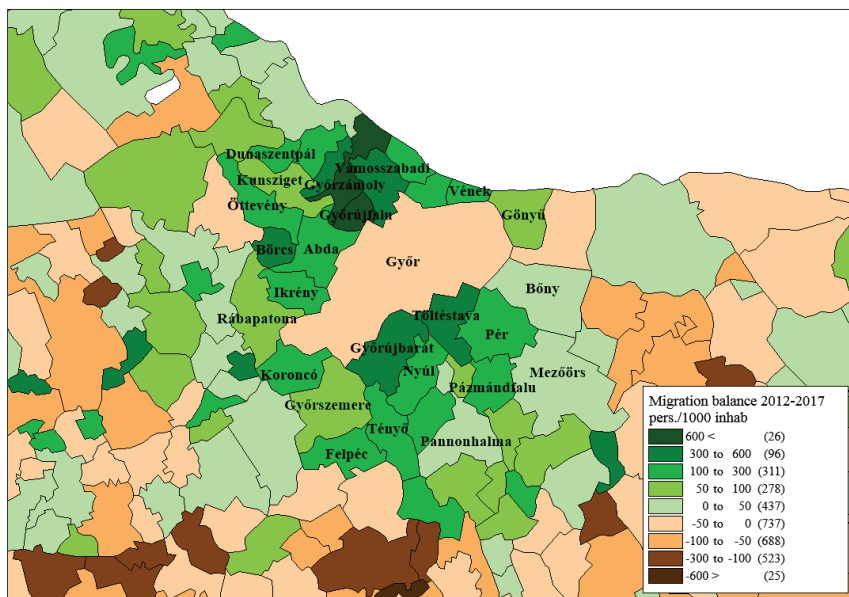 Dunaszentpál
Vámosszabadi
Kunsziget
Győrzámoly
Vének
Öttevény
Győrújfalu
Gönyű
Börcs
Abda
Győr
Ikrény
Bőny
Rábapatona
Töltéstava
Pér
Győrújbarát
Koroncó
Nyúl
Mezőörs
Pázmándfalu
Győrszemere
Tényő
Pannonhalma
Felpéc
Migration balance 2012-2017
pers./1000 inhab
600 < (26)
300 to 600 (96)
100 to 300 (311)
50 to 100 (278)
0 to 50 (437)
-50 to 0 (737)
-100 to -50 (688)
-300 to -100 (523)
-600 > (25)